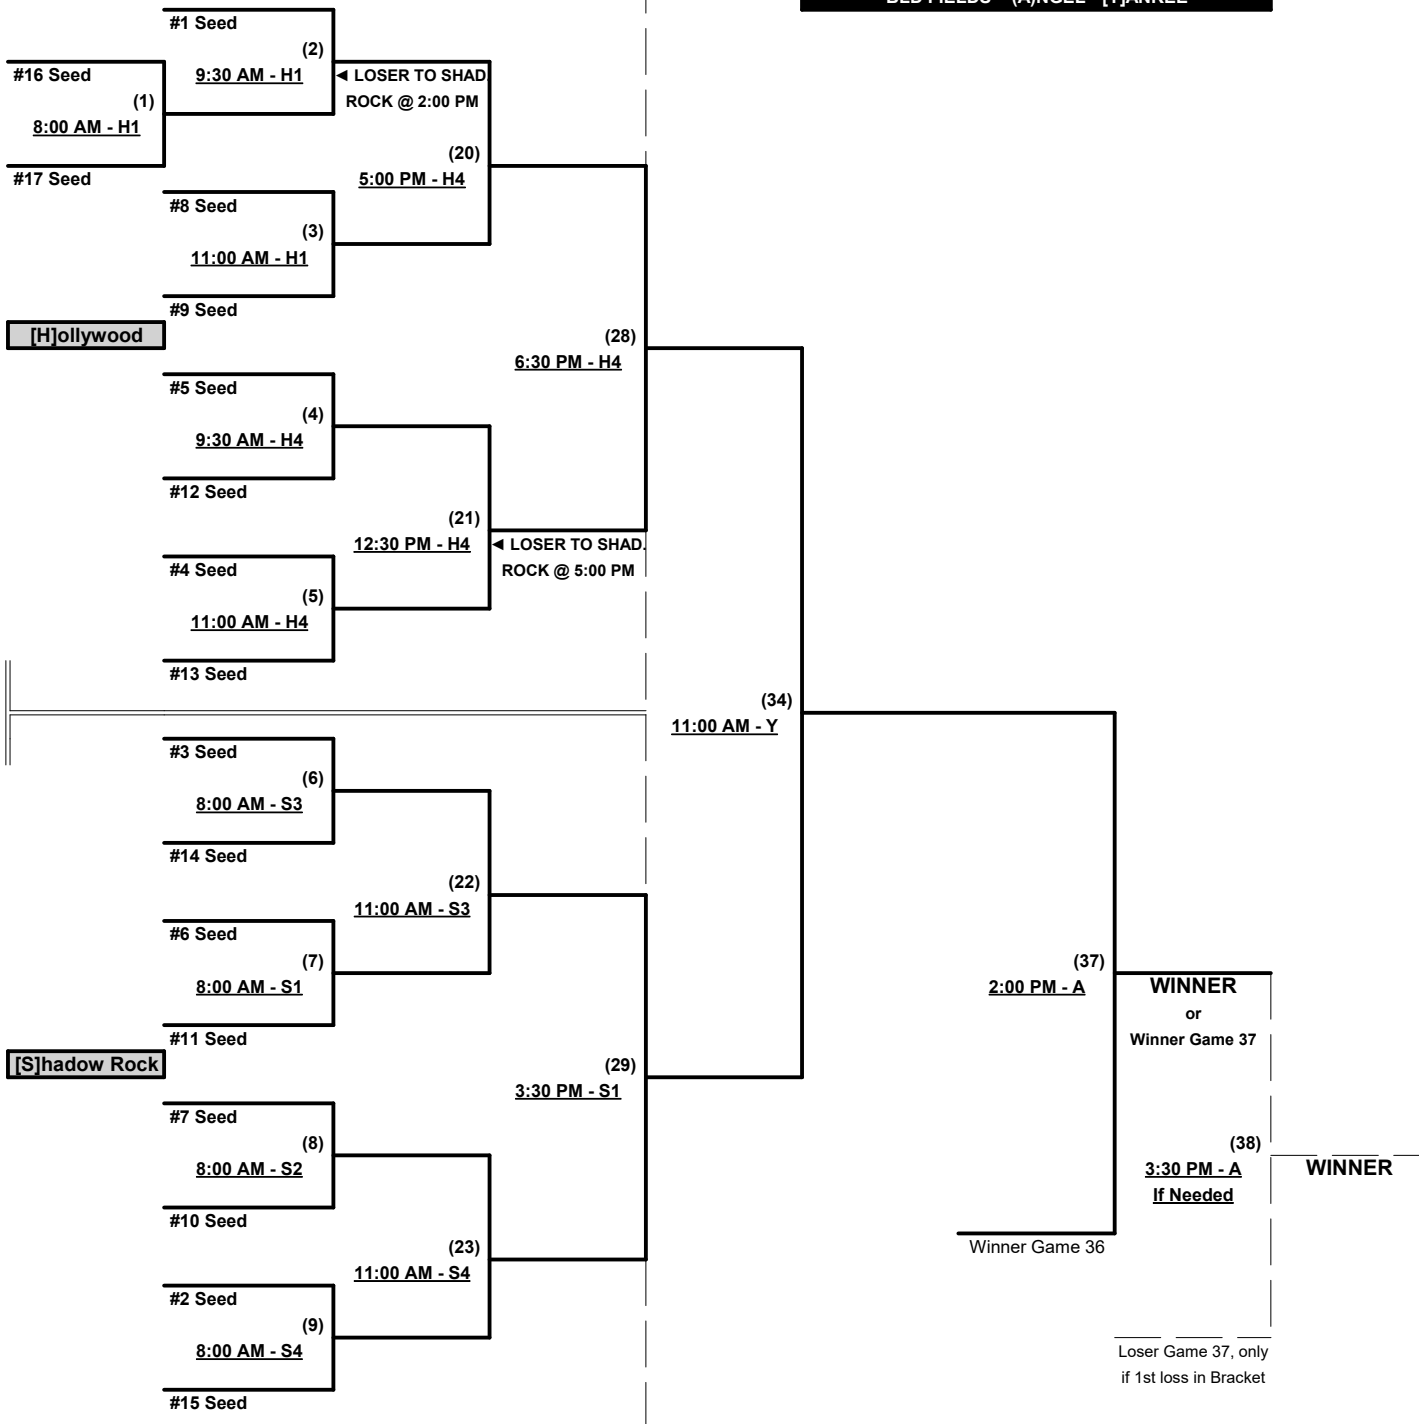 #1 Seed
(2)
9:30 AM - H1
◄ LOSER TO SHAD.
ROCK @ 2:00 PM
#16 Seed
(1)
8:00 AM - H1
#17 Seed
(20)
5:00 PM - H4
#8 Seed
(3)
11:00 AM - H1
#9 Seed
[H]ollywood
(28)
6:30 PM - H4
#5 Seed
(4)
9:30 AM - H4
#12 Seed
(21)
12:30 PM - H4
◄ LOSER TO SHAD.
ROCK @ 5:00 PM
#4 Seed
(5)
11:00 AM - H4
#13 Seed
(34)
11:00 AM - Y
#3 Seed
(6)
8:00 AM - S3
#14 Seed
(22)
11:00 AM - S3
#6 Seed
(7)
8:00 AM - S1
#11 Seed
(37)
2:00 PM - A
WINNER
or
Winner Game 37
[S]hadow Rock
(29)
3:30 PM - S1
#7 Seed
(8)
8:00 AM - S2
#10 Seed
(38)
3:30 PM - A
If Needed
WINNER
(23)
11:00 AM - S4
Winner Game 36
#2 Seed
(9)
8:00 AM - S4
#15 Seed
Loser Game 37, only
if 1st loss in Bracket